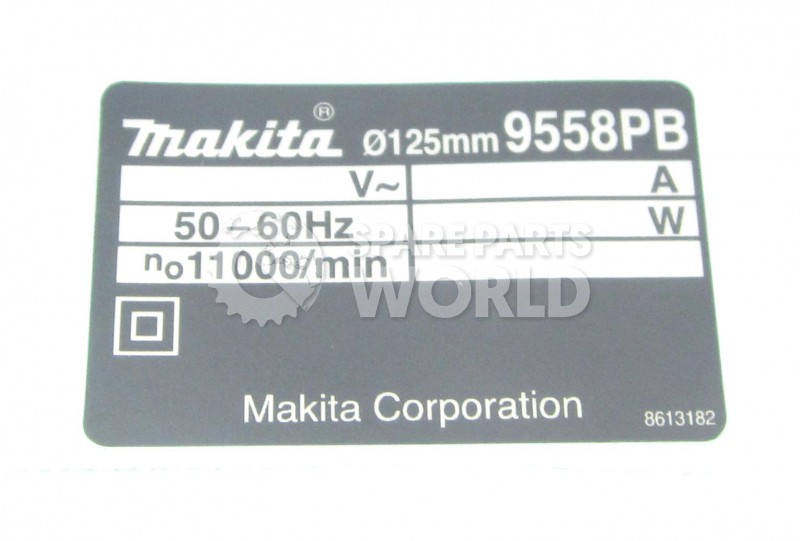 makita® Ø125mm 9558PB
V~ A
50–60Hz W
n₀11000/min
SPARE PARTS
WORLD
Makita Corporation
8613182